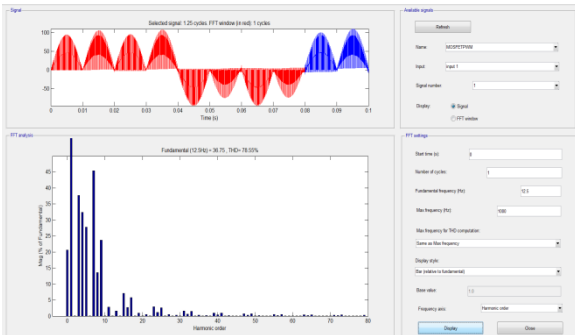 Signal
Selected signal: 1.25 cycles. FFT window (in red): 1 cycles
100
50
0
-50
0 0.01 0.02 0.03 0.04 0.05 0.06 0.07 0.08 0.09 0.1
Time (s)
FFT analysis
Fundamental (12.5Hz) = 36.75 , THD= 78.55%
Mag (% of Fundamental)
45
40
35
30
25
20
15
10
5
0
0 10 20 30 40 50 60 70 80
Harmonic order
Available signals
Refresh
Name
MOSFETPWM
Input
input 1
Signal number
1
Display
Signal
FFT window
FFT settings
Start time (s)
0
Number of cycles
1
Fundamental frequency (Hz)
12.5
Max frequency (Hz)
1000
Max frequency for THD computation
Same as Max frequency
Display style
Bar (relative to fundamental)
Base value
1.0
Frequency axis
Harmonic order
Display
Close